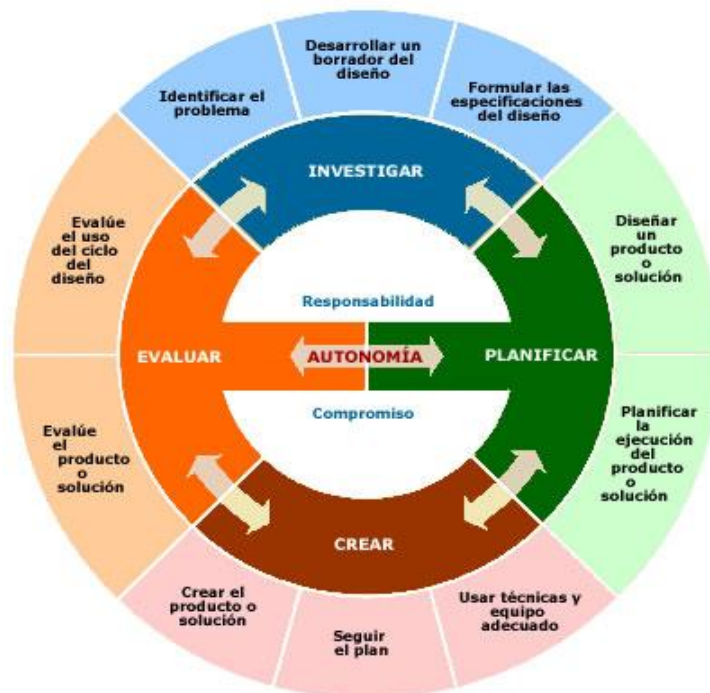 Desarrollar un
borrador del
diseño
Identificar el
problema
Formular las
especificaciones
del diseño
INVESTIGAR
Evalúe
el uso
del ciclo
del
diseño
Diseñar
un
producto
o
solución
Responsabilidad
EVALUAR
AUTONOMÍA
PLANIFICAR
Compromiso
Evalúe
el
producto
o
solución
Planificar
la
ejecución
del
producto
o
solución
CREAR
Crear el
producto o
solución
Seguir
el plan
Usar técnicas y
equipo
adecuado